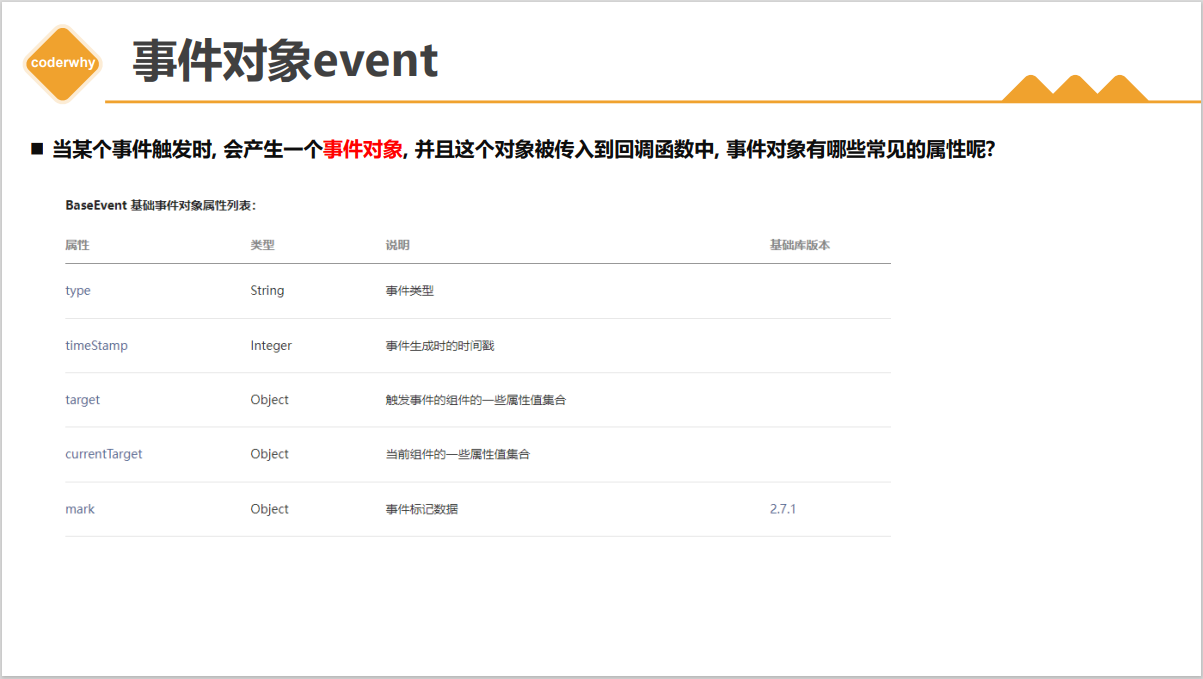 coderwhy
事件对象event
当某个事件触发时, 会产生一个事件对象, 并且这个对象被传入到回调函数中, 事件对象有哪些常见的属性呢?
BaseEvent 基础事件对象属性列表：
属性 类型 说明 基础库版本
type String 事件类型
timeStamp Integer 事件生成时的时间戳
target Object 触发事件的组件的一些属性值集合
currentTarget Object 当前组件的一些属性值集合
mark Object 事件标记数据 2.7.1